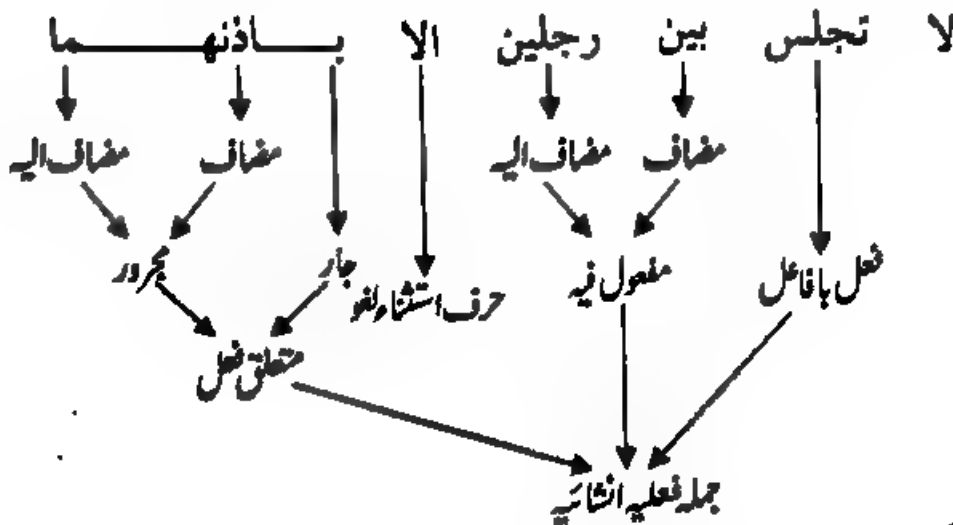 لا تجلس بين رجلين الا باذنهما
مضاف مضاف الیہ مضاف مضاف الیہ
فعل بافاعل مفعول فیہ حرف استثناء لغو جار مجرور
متعلق فعل
جملہ فعلیہ انشائیہ